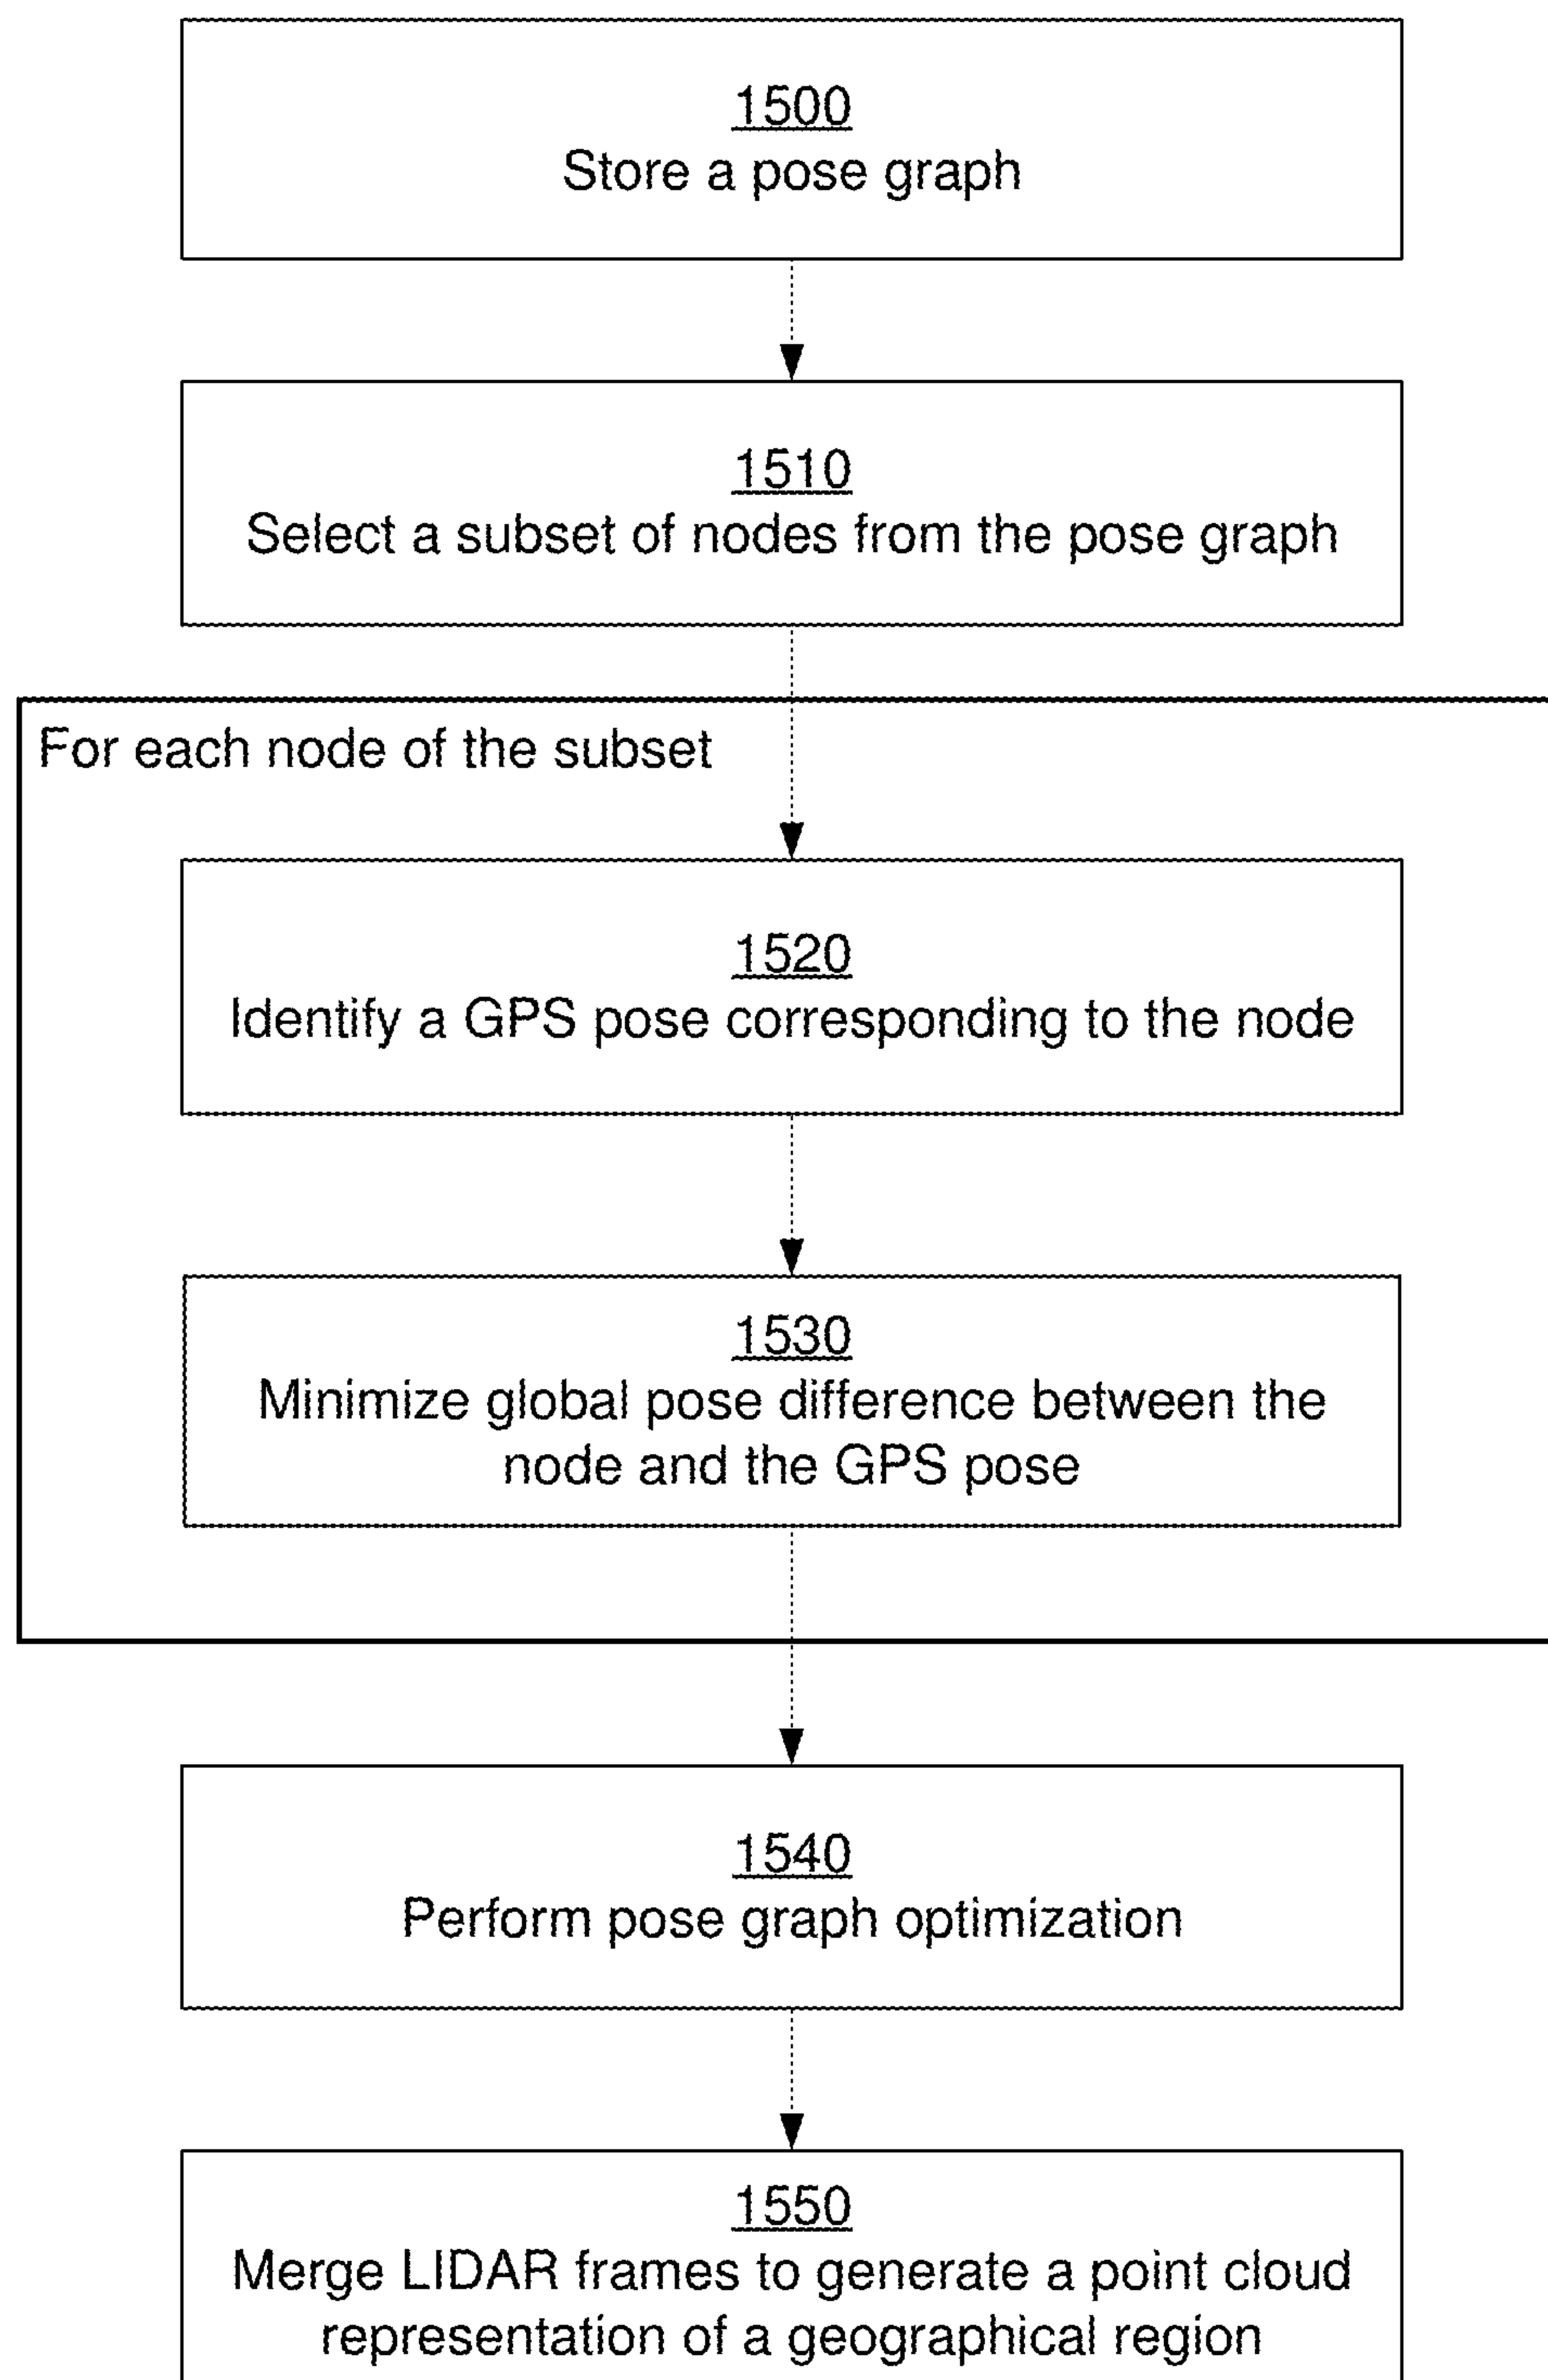 1500
Store a pose graph
1510
Select a subset of nodes from the pose graph
For each node of the subset
1520
Identify a GPS pose corresponding to the node
1530
Minimize global pose difference between the
node and the GPS pose
1540
Perform pose graph optimization
1550
Merge LIDAR frames to generate a point cloud
representation of a geographical region